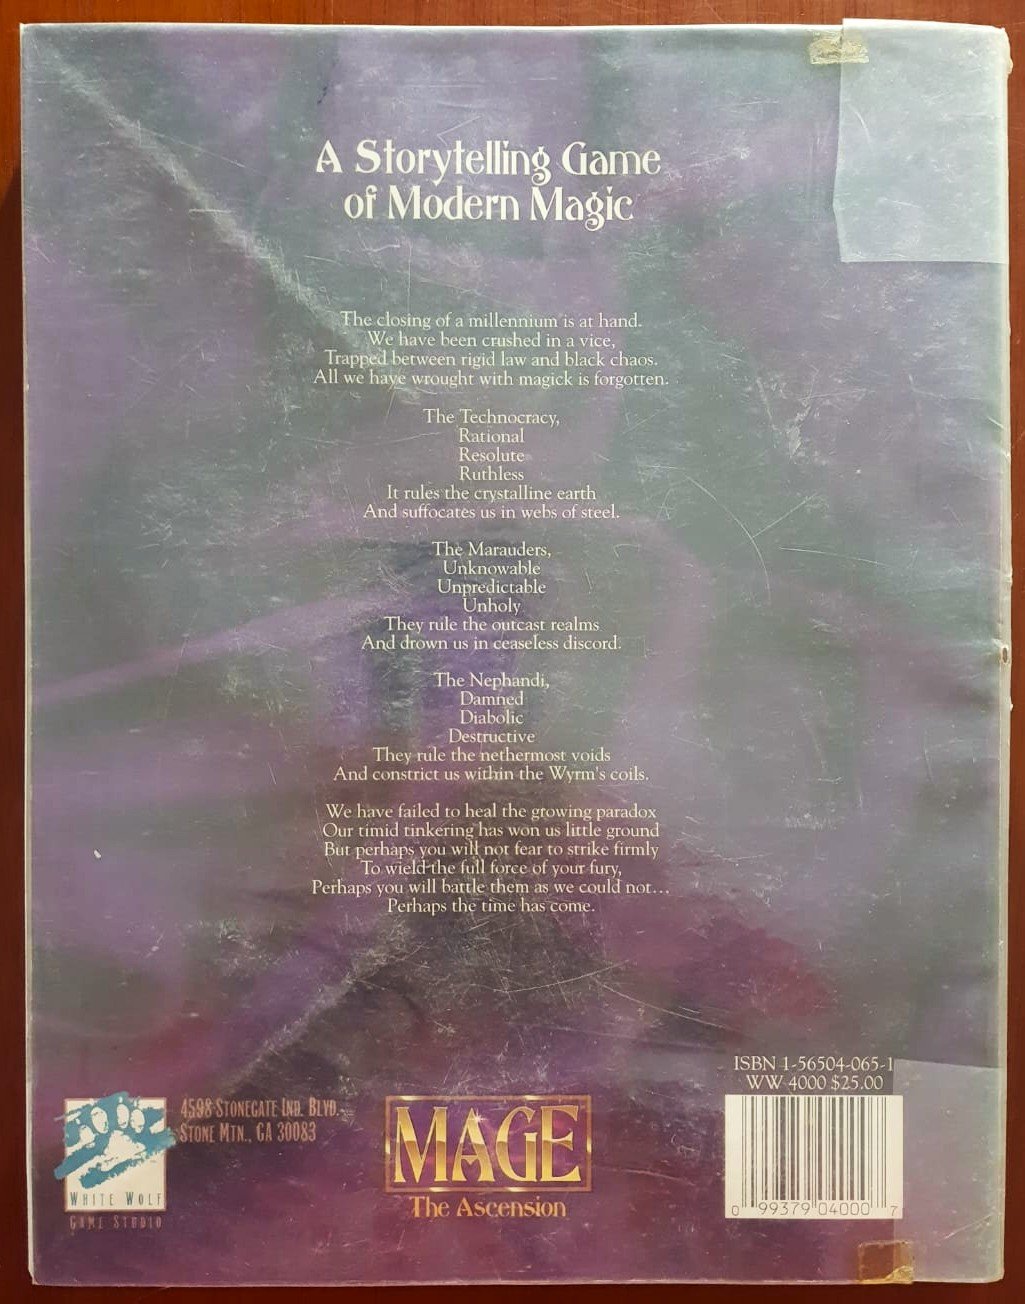 A Storytelling Game
of Modern Magic
The closing of a millennium is at hand.
We have been crushed in a vice,
Trapped between rigid law and black chaos.
All we have wrought with magick is forgotten.
The Technocracy,
Rational
Resolute
Ruthless
It rules the crystalline earth
And suffocates us in webs of steel.
The Marauders,
Unknowable
Unpredictable
Unholy
They rule the outcast realms
And drown us in ceaseless discord.
The Nephandi,
Damned
Diabolic
Destructive
They rule the nethermost voids
And constrict us within the Wyrm's coils.
We have failed to heal the growing paradox
Our timid tinkering has won us little ground
But perhaps you will not fear to strike firmly
To wield the full force of your fury,
Perhaps you will battle them as we could not...
Perhaps the time has come.
ISBN 1-56504-065-1
WW 4000 $25.00
4598 Stonegate Ind. Blvd.
Stone Mtn., GA 30083
White Wolf
Game Studio
MAGE
The Ascension
0 99379 04000 7